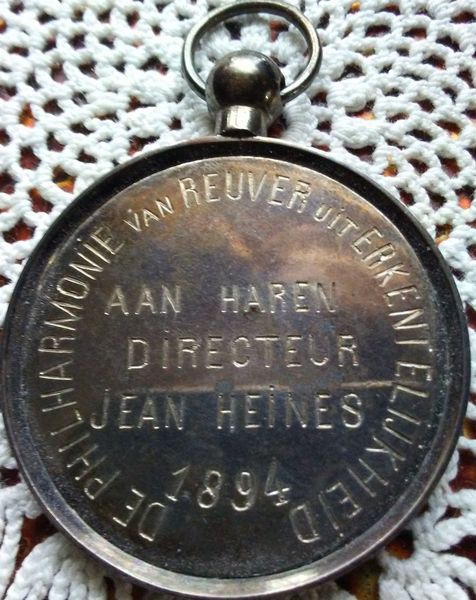 DE PHILHARMONIE VAN REUVER UIT ERKENTELIJKHEID
AAN HAREN
DIRECTEUR
JEAN HEINES
1894